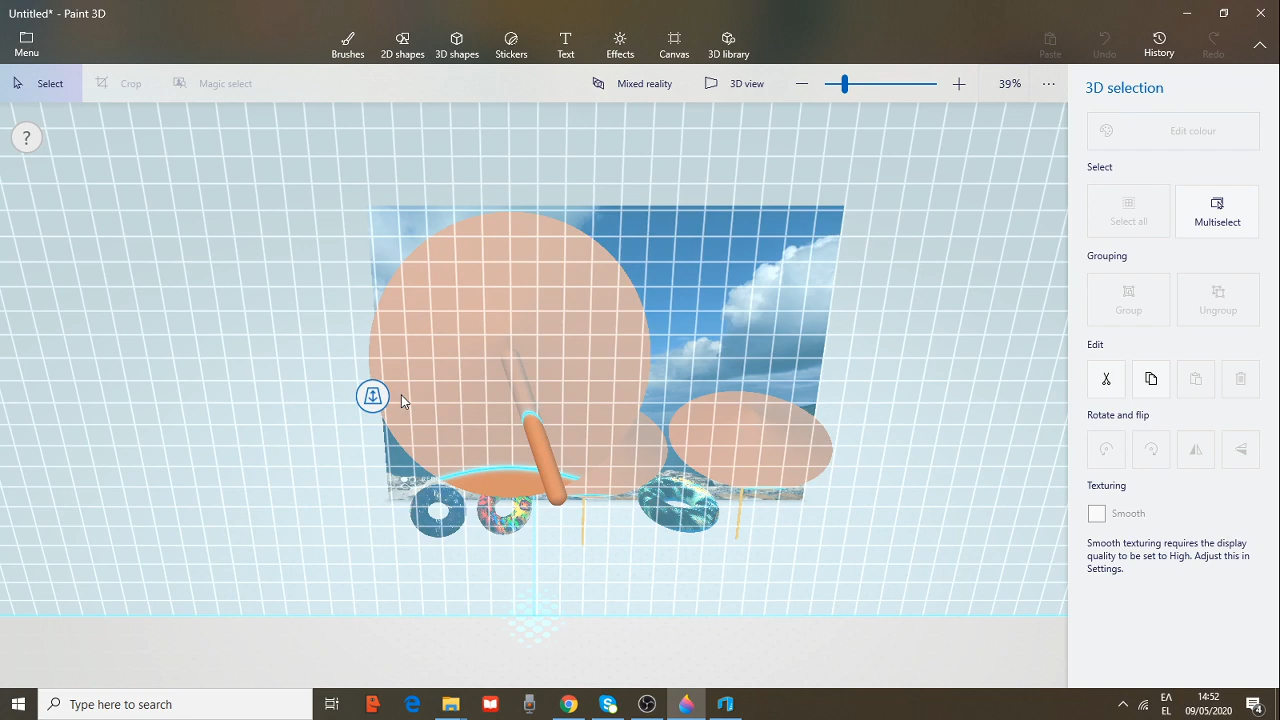 Untitled* - Paint 3D
Menu
Brushes
2D shapes
3D shapes
Stickers
Text
Effects
Canvas
3D library
Paste
Undo
History
Redo
Select
Crop
Magic select
Mixed reality
3D view
39%
3D selection
?
Edit colour
Select
Select all
Multiselect
Grouping
Group
Ungroup
Edit
Rotate and flip
Texturing
Smooth
Smooth texturing requires the display
quality to be set to High. Adjust this in
Settings.
Type here to search
ΕΛ
EL
14:52
09/05/2020
4